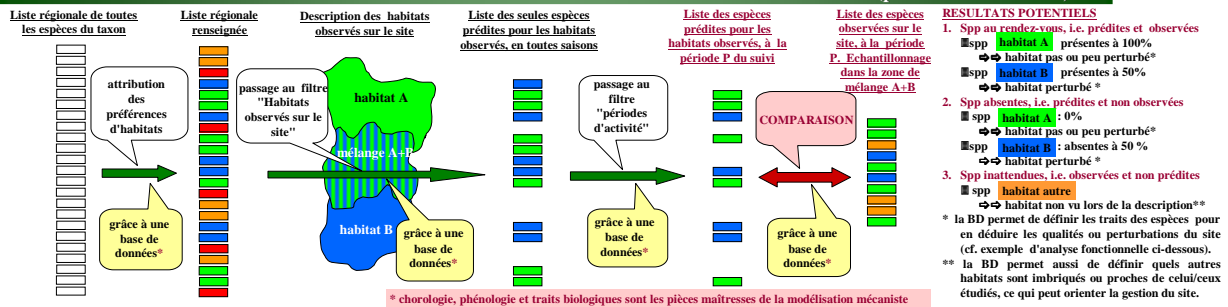 Liste régionale de toutes
les espèces du taxon
Liste régionale
renseignée
Description des habitats
observés sur le site
Liste des seules espèces
prédites pour les habitats
observés, en toutes saisons
Liste des espèces
prédites pour les
habitats observés, à la
période P du suivi
Liste des espèces
observées sur le
site, à la période
P. Echantillonnage
dans la zone de
mélange A+B
attribution
des
préférences
d'habitats
grâce à une
base de
données*
passage au filtre
"Habitats
observés sur le
site"
habitat A
mélange A+B
habitat B
grâce à une
base de
données*
passage au
filtre
"périodes
d'activité"
grâce à une
base de
données*
COMPARAISON
grâce à une
base de
données*
* chorologie, phénologie et traits biologiques sont les pièces maîtresses de la modélisation mécaniste
RESULTATS POTENTIELS
1. Spp au rendez-vous, i.e. prédites et observées
spp habitat A présentes à 100%
⇨⇨ habitat pas ou peu perturbé*
spp habitat B présentes à 50%
⇨⇨ habitat perturbé *
2. Spp absentes, i.e. prédites et non observées
spp habitat A : 0%
⇨⇨ habitat pas ou peu perturbé*
spp habitat B : absentes à 50 %
⇨⇨ habitat perturbé *
3. Spp inattendues, i.e. observées et non prédites
spp habitat autre
⇨⇨ habitat non vu lors de la description**
* la BD permet de définir les traits des espèces pour
en déduire les qualités ou perturbations du site
(cf. exemple d'analyse fonctionnelle ci-dessous).
** la BD permet aussi de définir quels autres
habitats sont imbriqués ou proches de celui/ceux
étudiés, ce qui peut orienter la gestion du site.